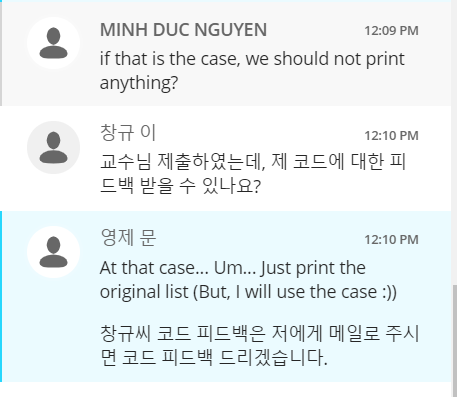 MINH DUC NGUYEN 12:09 PM
if that is the case, we should not print
anything?
창규 이 12:10 PM
교수님 제출하였는데, 제 코드에 대한 피
드백 받을 수 있나요?
영제 문 12:10 PM
At that case... Um... Just print the
original list (But, I will use the case :))
창규씨 코드 피드백은 저에게 메일로 주시
면 코드 피드백 드리겠습니다.